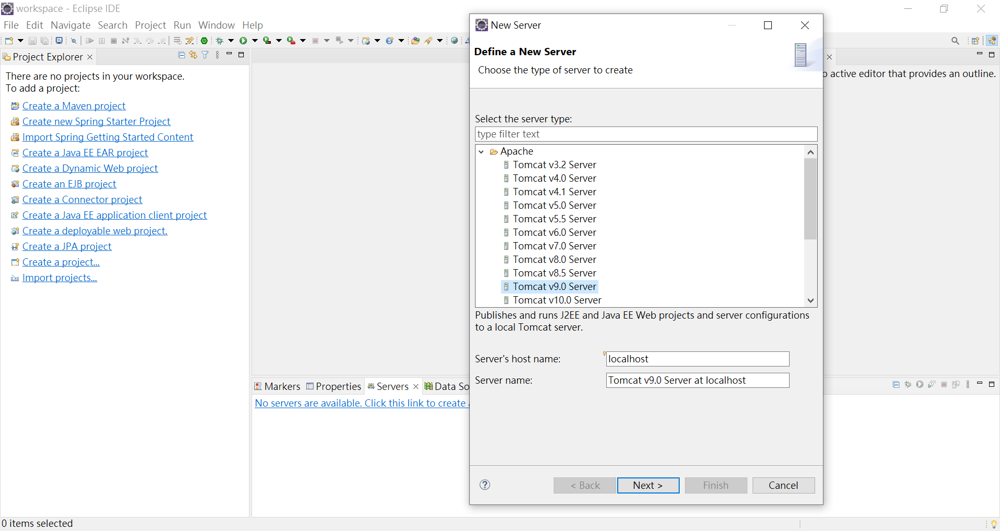 workspace - Eclipse IDE
File Edit Navigate Search Project Run Window Help
Project Explorer
There are no projects in your workspace.
To add a project:
Create a Maven project
Create new Spring Starter Project
Import Spring Getting Started Content
Create a Java EE EAR project
Create a Dynamic Web project
Create an EJB project
Create a Connector project
Create a Java EE application client project
Create a deployable web project.
Create a JPA project
Create a project...
Import projects...
New Server
Define a New Server
Choose the type of server to create
Select the server type:
type filter text
Apache
Tomcat v3.2 Server
Tomcat v4.0 Server
Tomcat v4.1 Server
Tomcat v5.0 Server
Tomcat v5.5 Server
Tomcat v6.0 Server
Tomcat v7.0 Server
Tomcat v8.0 Server
Tomcat v8.5 Server
Tomcat v9.0 Server
Tomcat v10.0 Server
Publishes and runs J2EE and Java EE Web projects and server configurations
to a local Tomcat server.
Server's host name: localhost
Server name: Tomcat v9.0 Server at localhost
< Back Next > Finish Cancel
active editor that provides an outline.
Markers Properties Servers Data So
No servers are available. Click this link to create
0 items selected